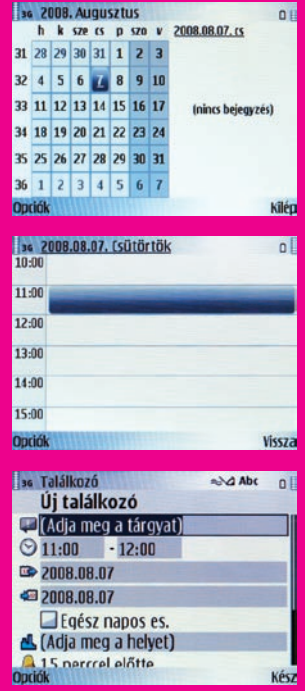 3G 2008. Augusztus
h k sze cs p szo v 2008.08.07. cs
31 28 29 30 31 1 2 3
32 4 5 6 7 8 9 10
33 11 12 13 14 15 16 17 (nincs bejegyzés)
34 18 19 20 21 22 23 24
35 25 26 27 28 29 30 31
36 1 2 3 4 5 6 7
Opciók Kilép
3G 2008.08.07. Csütörtök
10:00
11:00
12:00
13:00
14:00
15:00
Opciók Vissza
3G Találkozó Abc
Új találkozó
(Adja meg a tárgyat)
11:00 - 12:00
2008.08.07
2008.08.07
Egész napos es.
(Adja meg a helyet)
15 perccel előtte
Opciók Kész